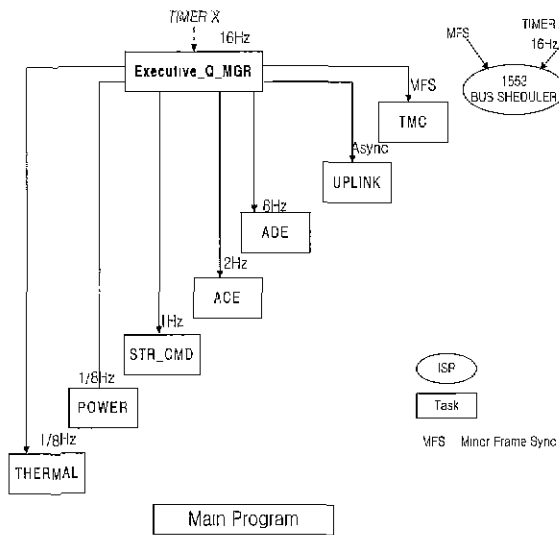 TIMER X
16Hz
Executive_Q_MGR
MFS
TMC
Async
UPLINK
6Hz
ADE
2Hz
ACE
1Hz
STR_CMD
1/8Hz
POWER
1/8Hz
THERMAL
MFS
TIMER
16Hz
1553
BUS SHEDULER
ISR
Task
MFS Minor Frame Sync
Main Program